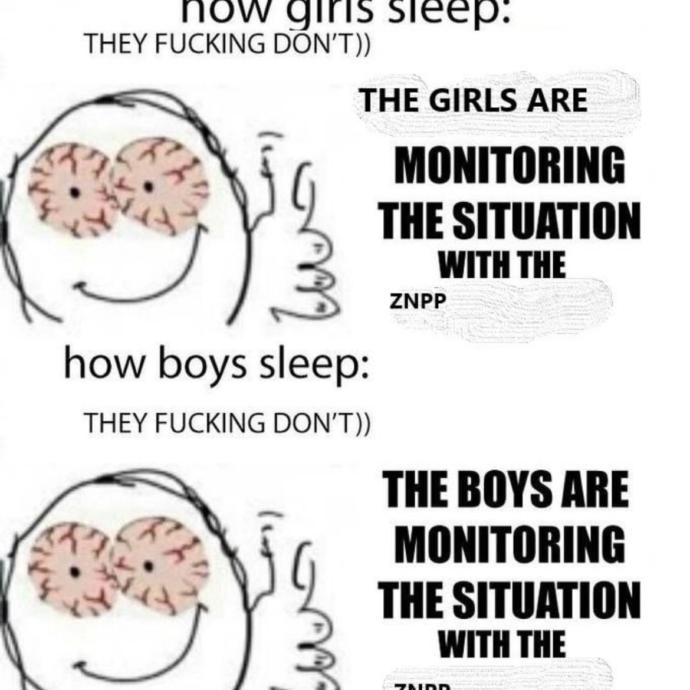 how girls sleep:
THEY FUCKING DON'T))
THE GIRLS ARE
MONITORING
THE SITUATION
WITH THE
ZNPP
how boys sleep:
THEY FUCKING DON'T))
THE BOYS ARE
MONITORING
THE SITUATION
WITH THE
ZNPP